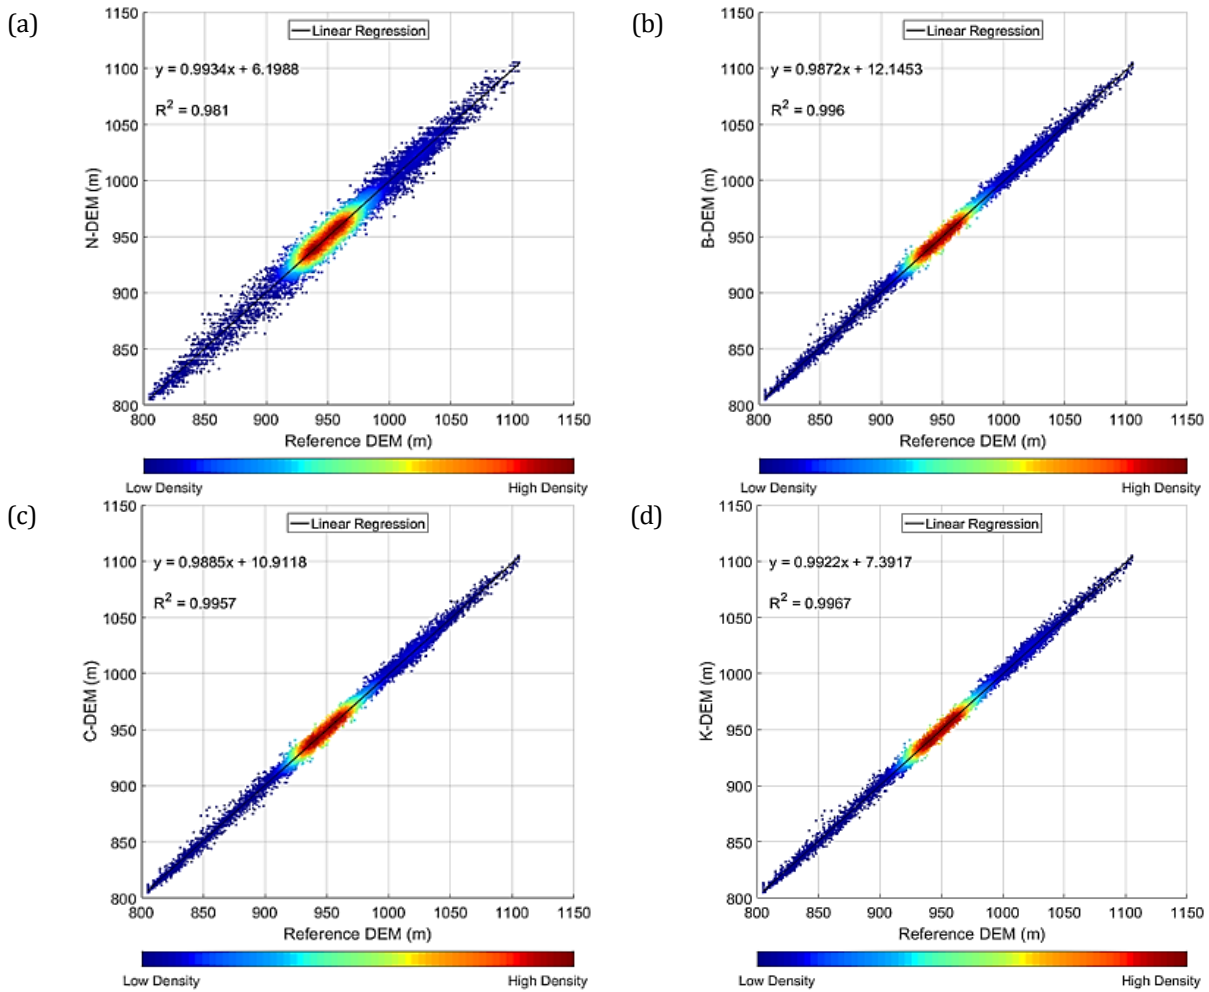 (a)
1150
Linear Regression
1100
y = 0.9934x + 6.1988
R² = 0.981
1050
1000
950
900
850
800
N-DEM (m)
800 850 900 950 1000 1050 1100 1150
Reference DEM (m)
Low Density High Density
(b)
1150
Linear Regression
1100
y = 0.9872x + 12.1453
R² = 0.996
1050
1000
950
900
850
800
B-DEM (m)
800 850 900 950 1000 1050 1100 1150
Reference DEM (m)
Low Density High Density
(c)
1150
Linear Regression
1100
y = 0.9885x + 10.9118
R² = 0.9957
1050
1000
950
900
850
800
C-DEM (m)
800 850 900 950 1000 1050 1100 1150
Reference DEM (m)
Low Density High Density
(d)
1150
Linear Regression
1100
y = 0.9922x + 7.3917
R² = 0.9967
1050
1000
950
900
850
800
K-DEM (m)
800 850 900 950 1000 1050 1100 1150
Reference DEM (m)
Low Density High Density